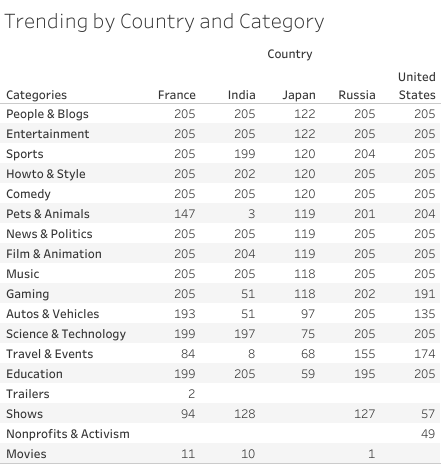 Trending by Country and Category
Country
United
Categories France India Japan Russia States
People & Blogs 205 205 122 205 205
Entertainment 205 205 122 205 205
Sports 205 199 120 204 205
Howto & Style 205 202 120 205 205
Comedy 205 205 120 205 205
Pets & Animals 147 3 119 201 204
News & Politics 205 205 119 205 205
Film & Animation 205 204 119 205 205
Music 205 205 118 205 205
Gaming 205 51 118 202 191
Autos & Vehicles 193 51 97 205 135
Science & Technology 199 197 75 205 205
Travel & Events 84 8 68 155 174
Education 199 205 59 195 205
Trailers 2
Shows 94 128 127 57
Nonprofits & Activism 49
Movies 11 10 1